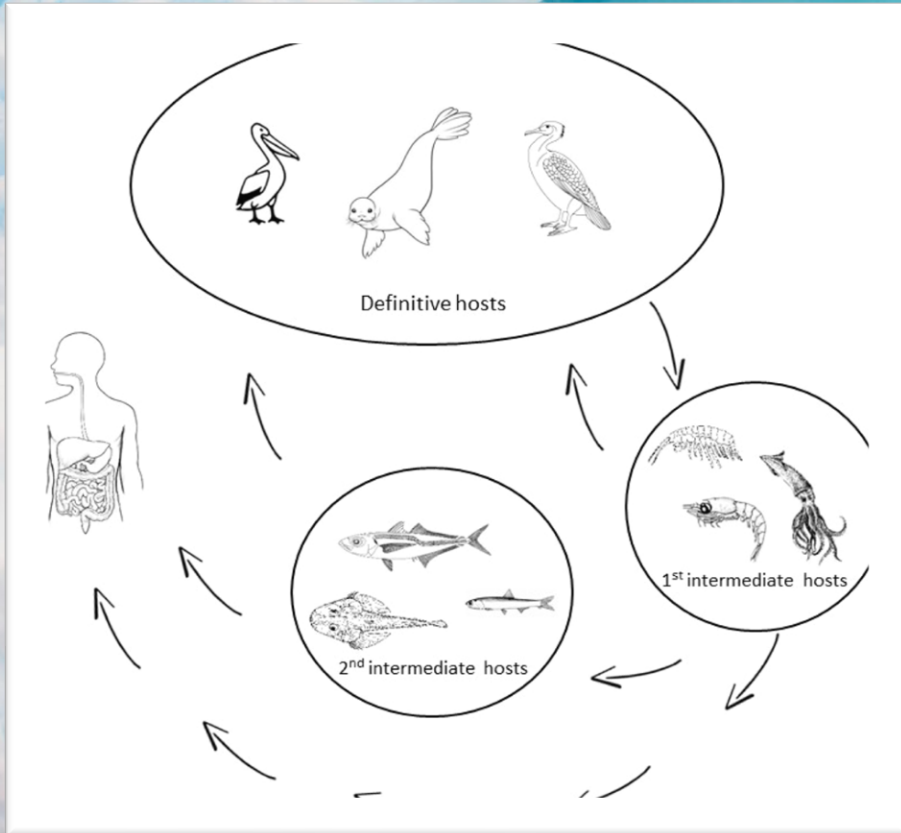 Definitive hosts
1st intermediate hosts
2nd intermediate hosts